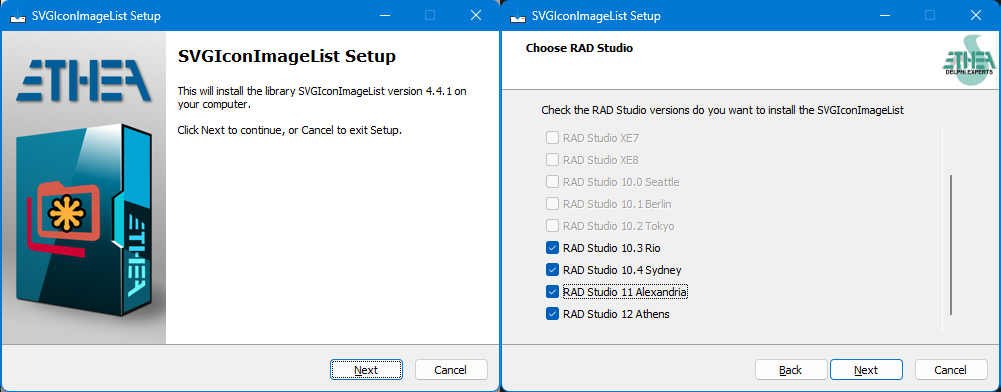 SVGIconImageList Setup
ETHEA
ETHEA
SVGIconImageList Setup
This will install the library SVGIconImageList version 4.4.1 on
your computer.
Click Next to continue, or Cancel to exit Setup.
Next
Cancel
SVGIconImageList Setup
Choose RAD Studio
ETHEA
DELPHI EXPERTS
Check the RAD Studio versions do you want to install the SVGIconImageList
RAD Studio XE7
RAD Studio XE8
RAD Studio 10.0 Seattle
RAD Studio 10.1 Berlin
RAD Studio 10.2 Tokyo
RAD Studio 10.3 Rio
RAD Studio 10.4 Sydney
RAD Studio 11 Alexandria
RAD Studio 12 Athens
Back
Next
Cancel